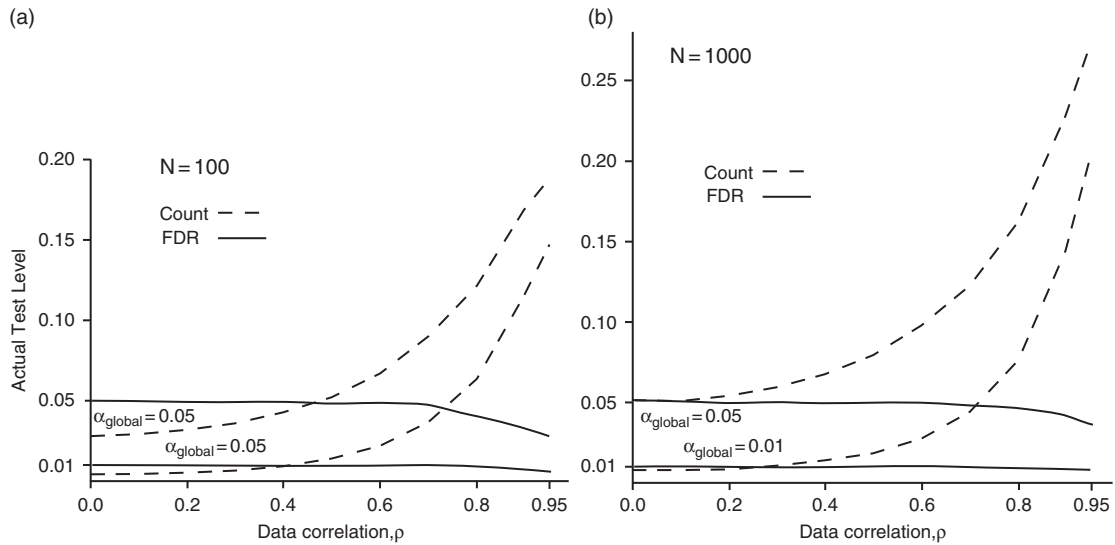 (a)
N = 100
Count
FDR
Actual Test Level
0.20
0.15
0.10
0.05
0.01
αglobal = 0.05
αglobal = 0.05
0.0
0.2
0.4
0.6
0.8
0.95
Data correlation,ρ
(b)
N = 1000
Count
FDR
0.25
0.20
0.15
0.10
0.05
0.01
αglobal = 0.05
αglobal = 0.01
0.0
0.2
0.4
0.6
0.8
0.95
Data correlation,ρ